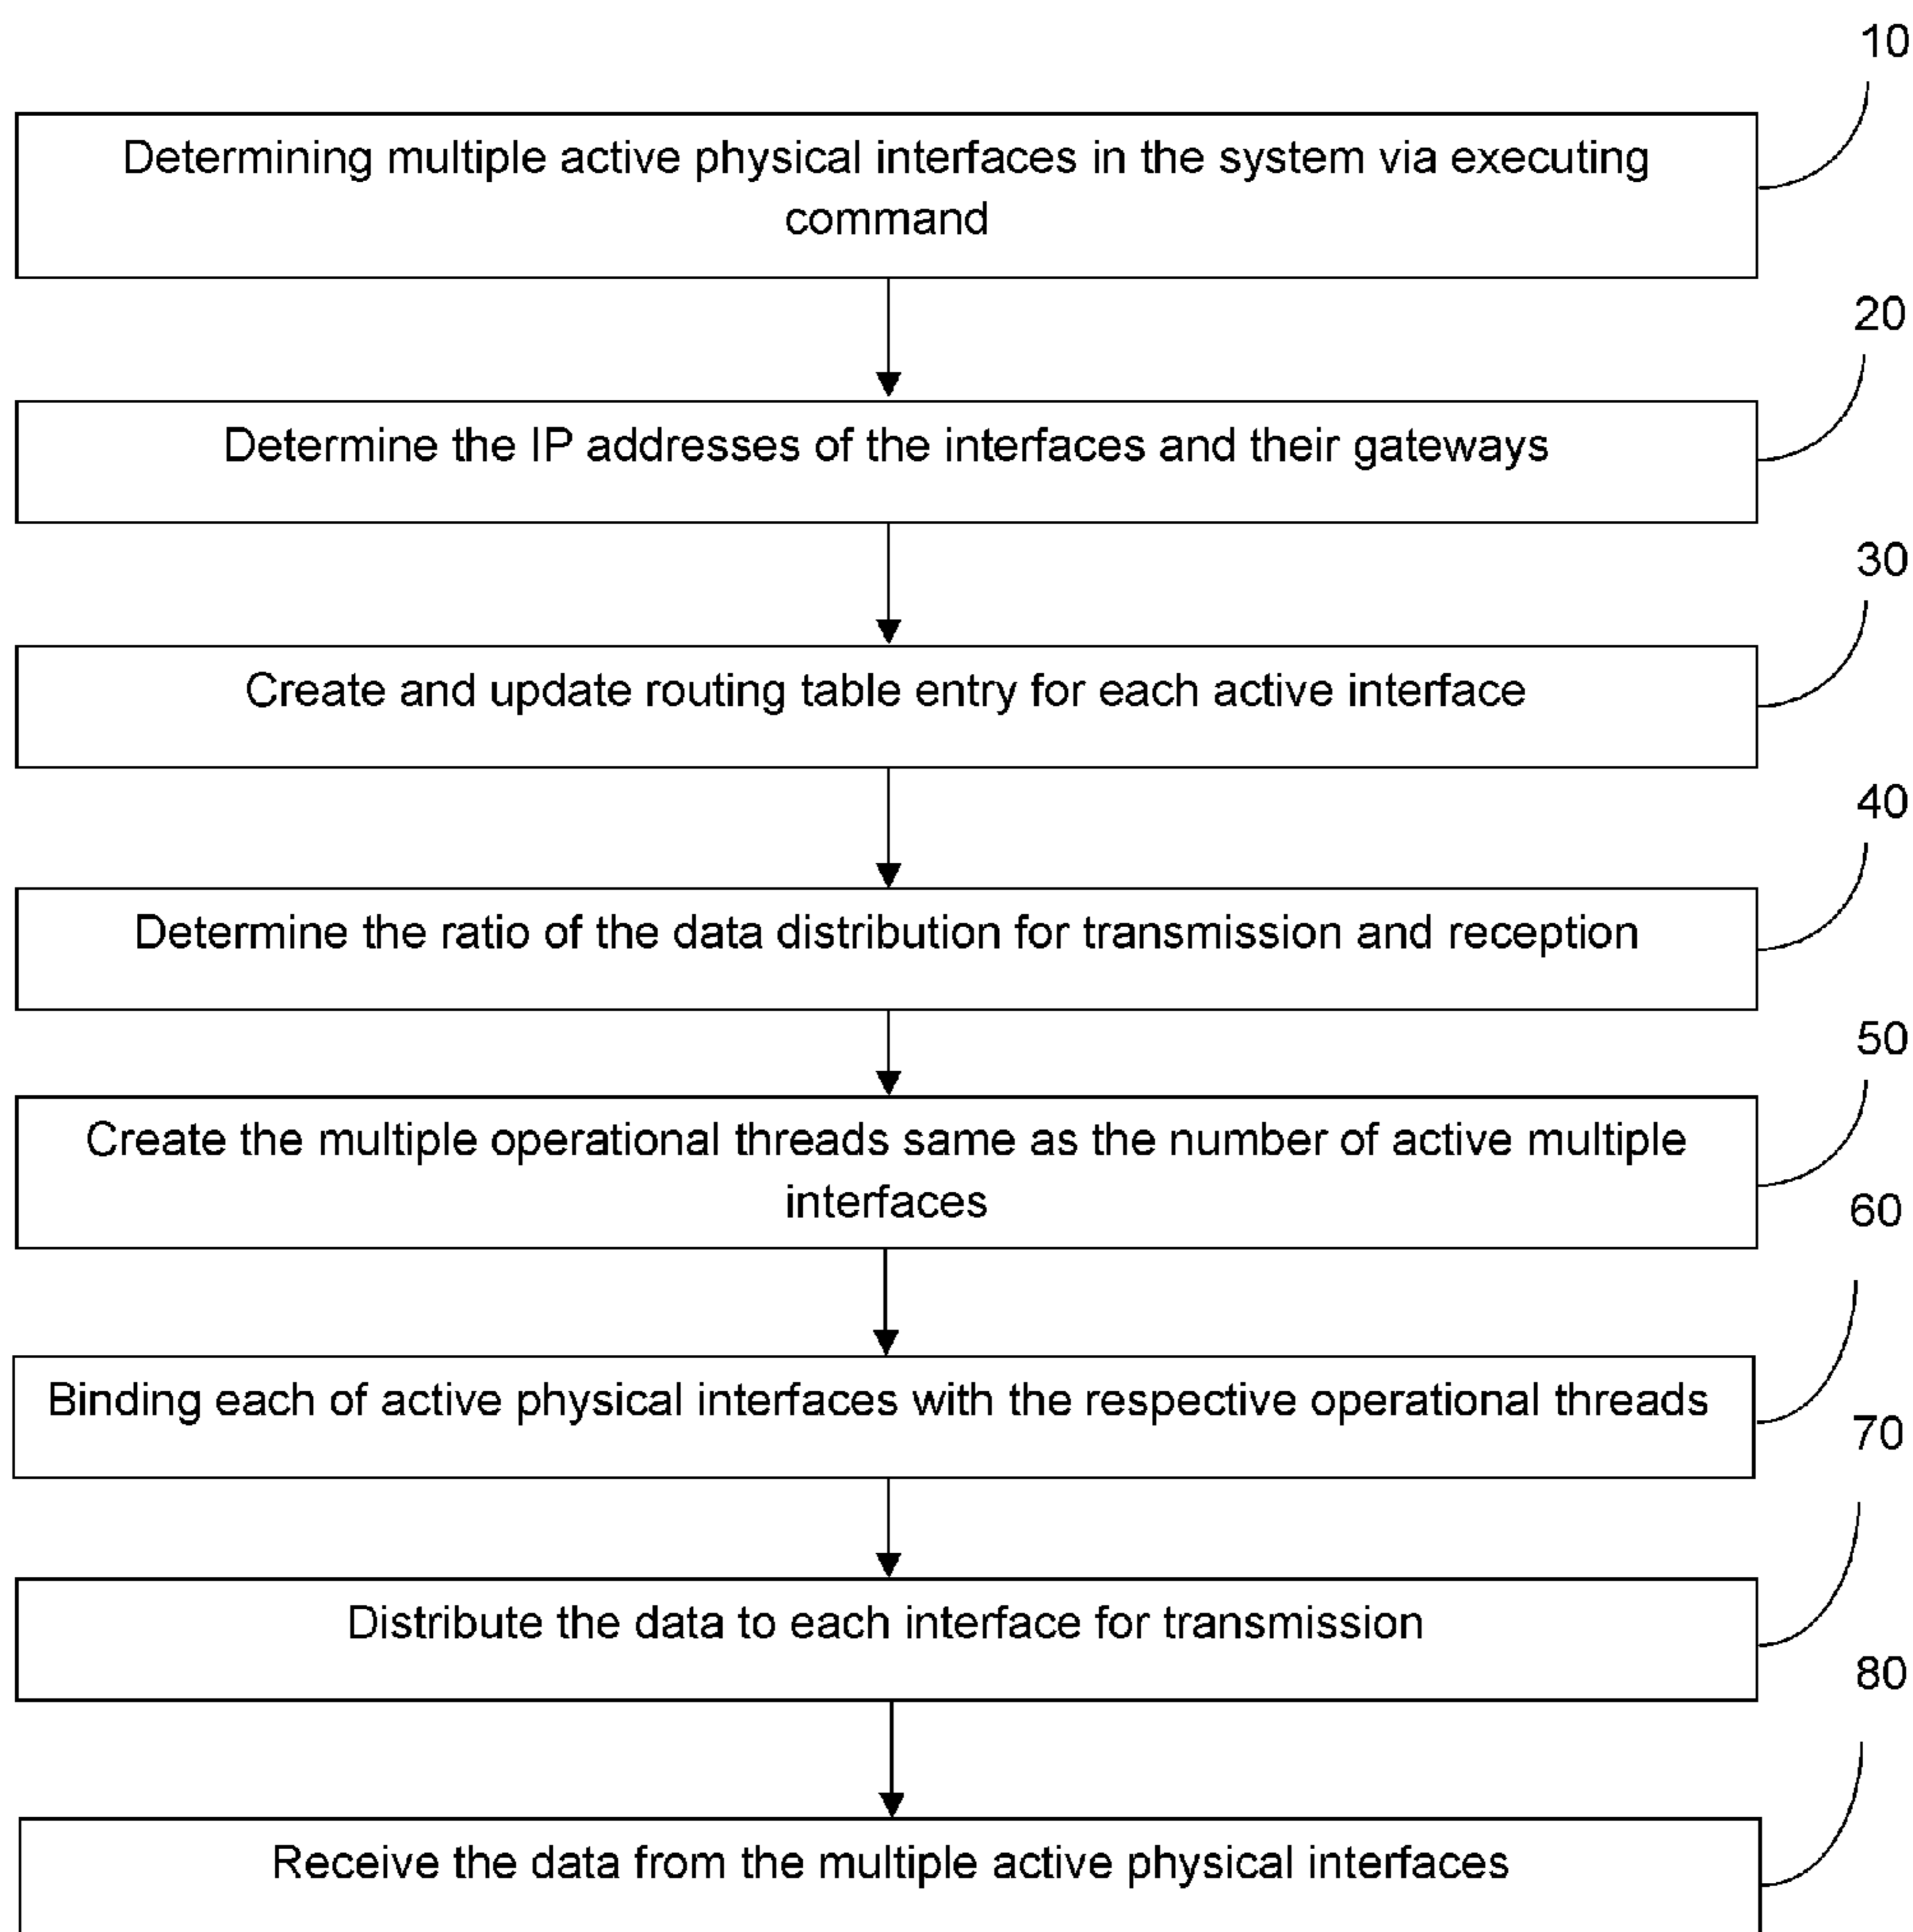 10
Determining multiple active physical interfaces in the system via executing
command
20
Determine the IP addresses of the interfaces and their gateways
30
Create and update routing table entry for each active interface
40
Determine the ratio of the data distribution for transmission and reception
50
Create the multiple operational threads same as the number of active multiple
interfaces
60
Binding each of active physical interfaces with the respective operational threads
70
Distribute the data to each interface for transmission
80
Receive the data from the multiple active physical interfaces